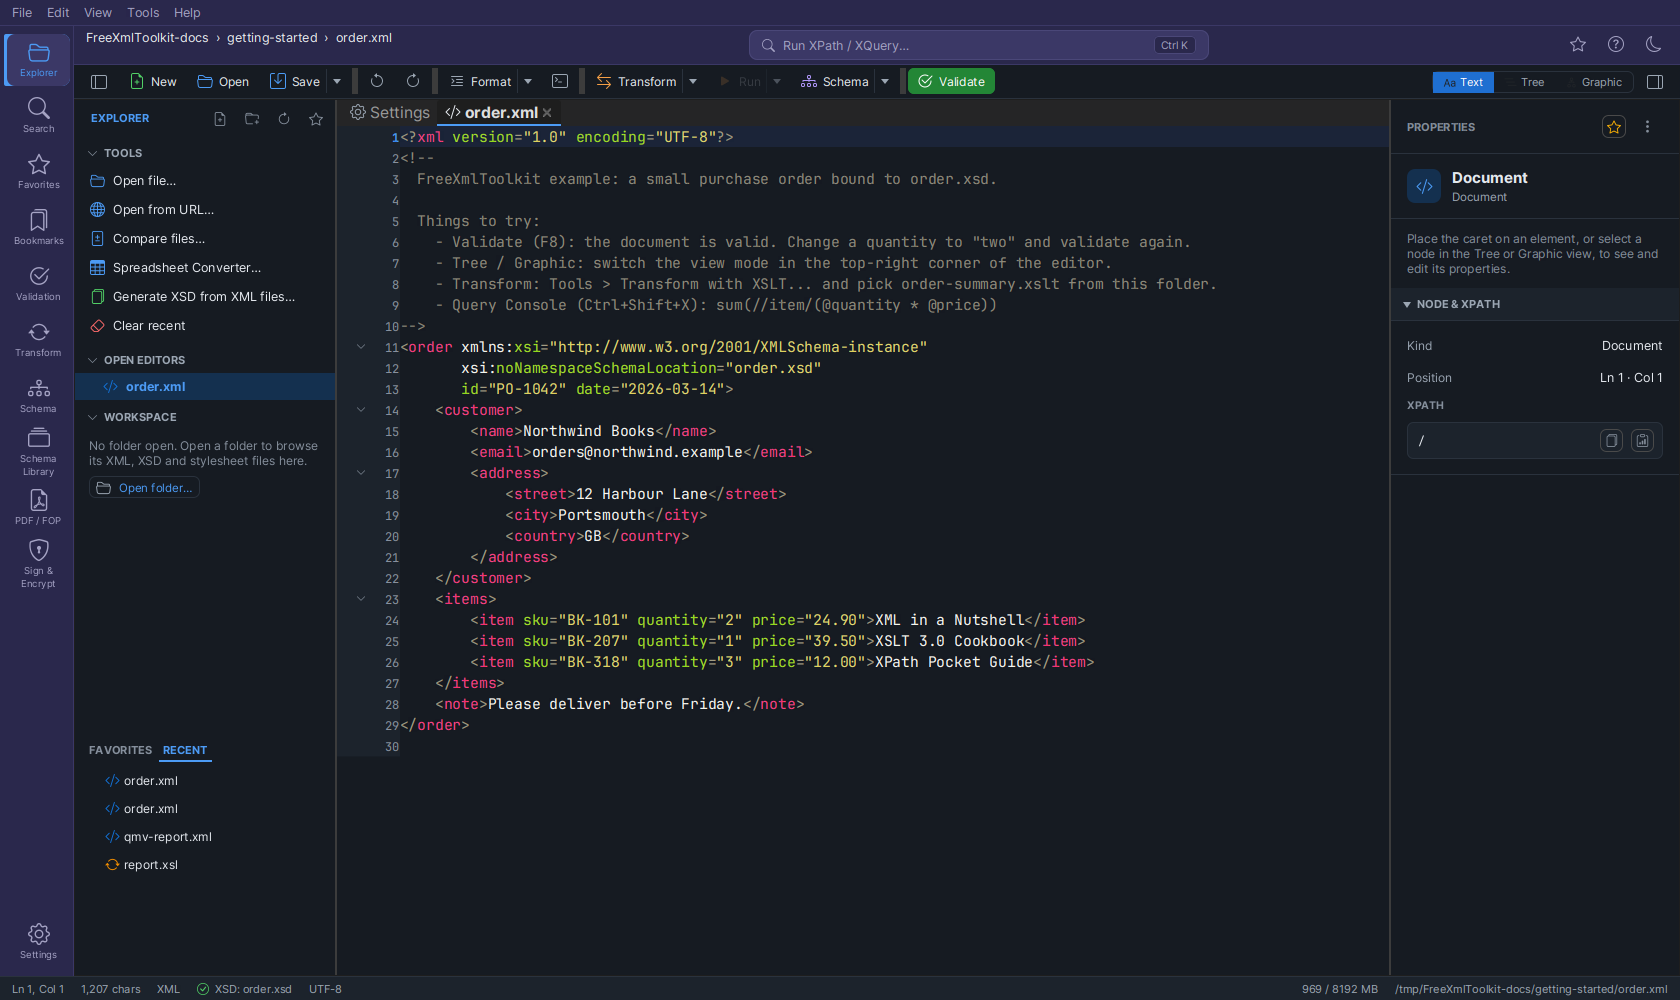 File Edit View Tools Help
FreeXmlToolkit-docs › getting-started › order.xml
Run XPath / XQuery... Ctrl K
New Open Save Format Transform Run Schema Validate
Aa Text Tree Graphic
Explorer
Search
Favorites
Bookmarks
Validation
Transform
Schema
Schema
Library
PDF / FOP
Sign &
Encrypt
Settings
EXPLORER
TOOLS
Open file...
Open from URL...
Compare files...
Spreadsheet Converter...
Generate XSD from XML files...
Clear recent
OPEN EDITORS
order.xml
WORKSPACE
No folder open. Open a folder to browse
its XML, XSD and stylesheet files here.
Open folder...
FAVORITES RECENT
order.xml
order.xml
qmv-report.xml
report.xsl
Settings order.xml
1 <?xml version="1.0" encoding="UTF-8"?>
2 <!--
3   FreeXmlToolkit example: a small purchase order bound to order.xsd.
4
5   Things to try:
6     - Validate (F8): the document is valid. Change a quantity to "two" and validate again.
7     - Tree / Graphic: switch the view mode in the top-right corner of the editor.
8     - Transform: Tools > Transform with XSLT... and pick order-summary.xslt from this folder.
9     - Query Console (Ctrl+Shift+X): sum(//item/(@quantity * @price))
10 -->
11 <order xmlns:xsi="http://www.w3.org/2001/XMLSchema-instance"
12        xsi:noNamespaceSchemaLocation="order.xsd"
13        id="PO-1042" date="2026-03-14">
14     <customer>
15         <name>Northwind Books</name>
16         <email>orders@northwind.example</email>
17         <address>
18             <street>12 Harbour Lane</street>
19             <city>Portsmouth</city>
20             <country>GB</country>
21         </address>
22     </customer>
23     <items>
24         <item sku="BK-101" quantity="2" price="24.90">XML in a Nutshell</item>
25         <item sku="BK-207" quantity="1" price="39.50">XSLT 3.0 Cookbook</item>
26         <item sku="BK-318" quantity="3" price="12.00">XPath Pocket Guide</item>
27     </items>
28     <note>Please deliver before Friday.</note>
29 </order>
30
PROPERTIES
Document
Document
Place the caret on an element, or select a
node in the Tree or Graphic view, to see and
edit its properties.
NODE & XPATH
Kind Document
Position Ln 1 · Col 1
XPATH
/
Ln 1, Col 1 1,207 chars XML XSD: order.xsd UTF-8 969 / 8192 MB /tmp/FreeXmlToolkit-docs/getting-started/order.xml